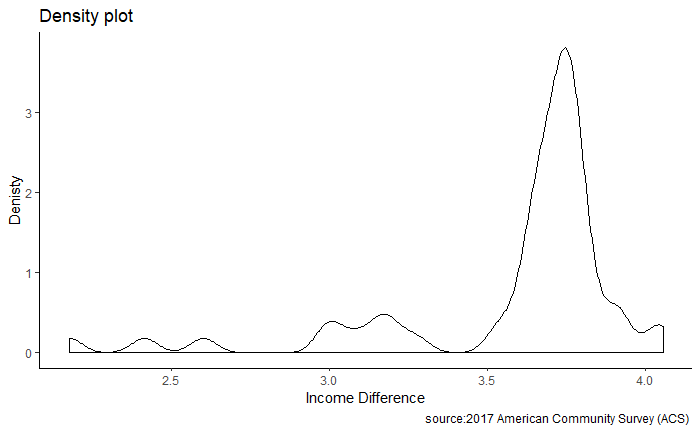 Density plot
Denisty
3
2
1
0
2.5
3.0
3.5
4.0
Income Difference
source:2017 American Community Survey (ACS)